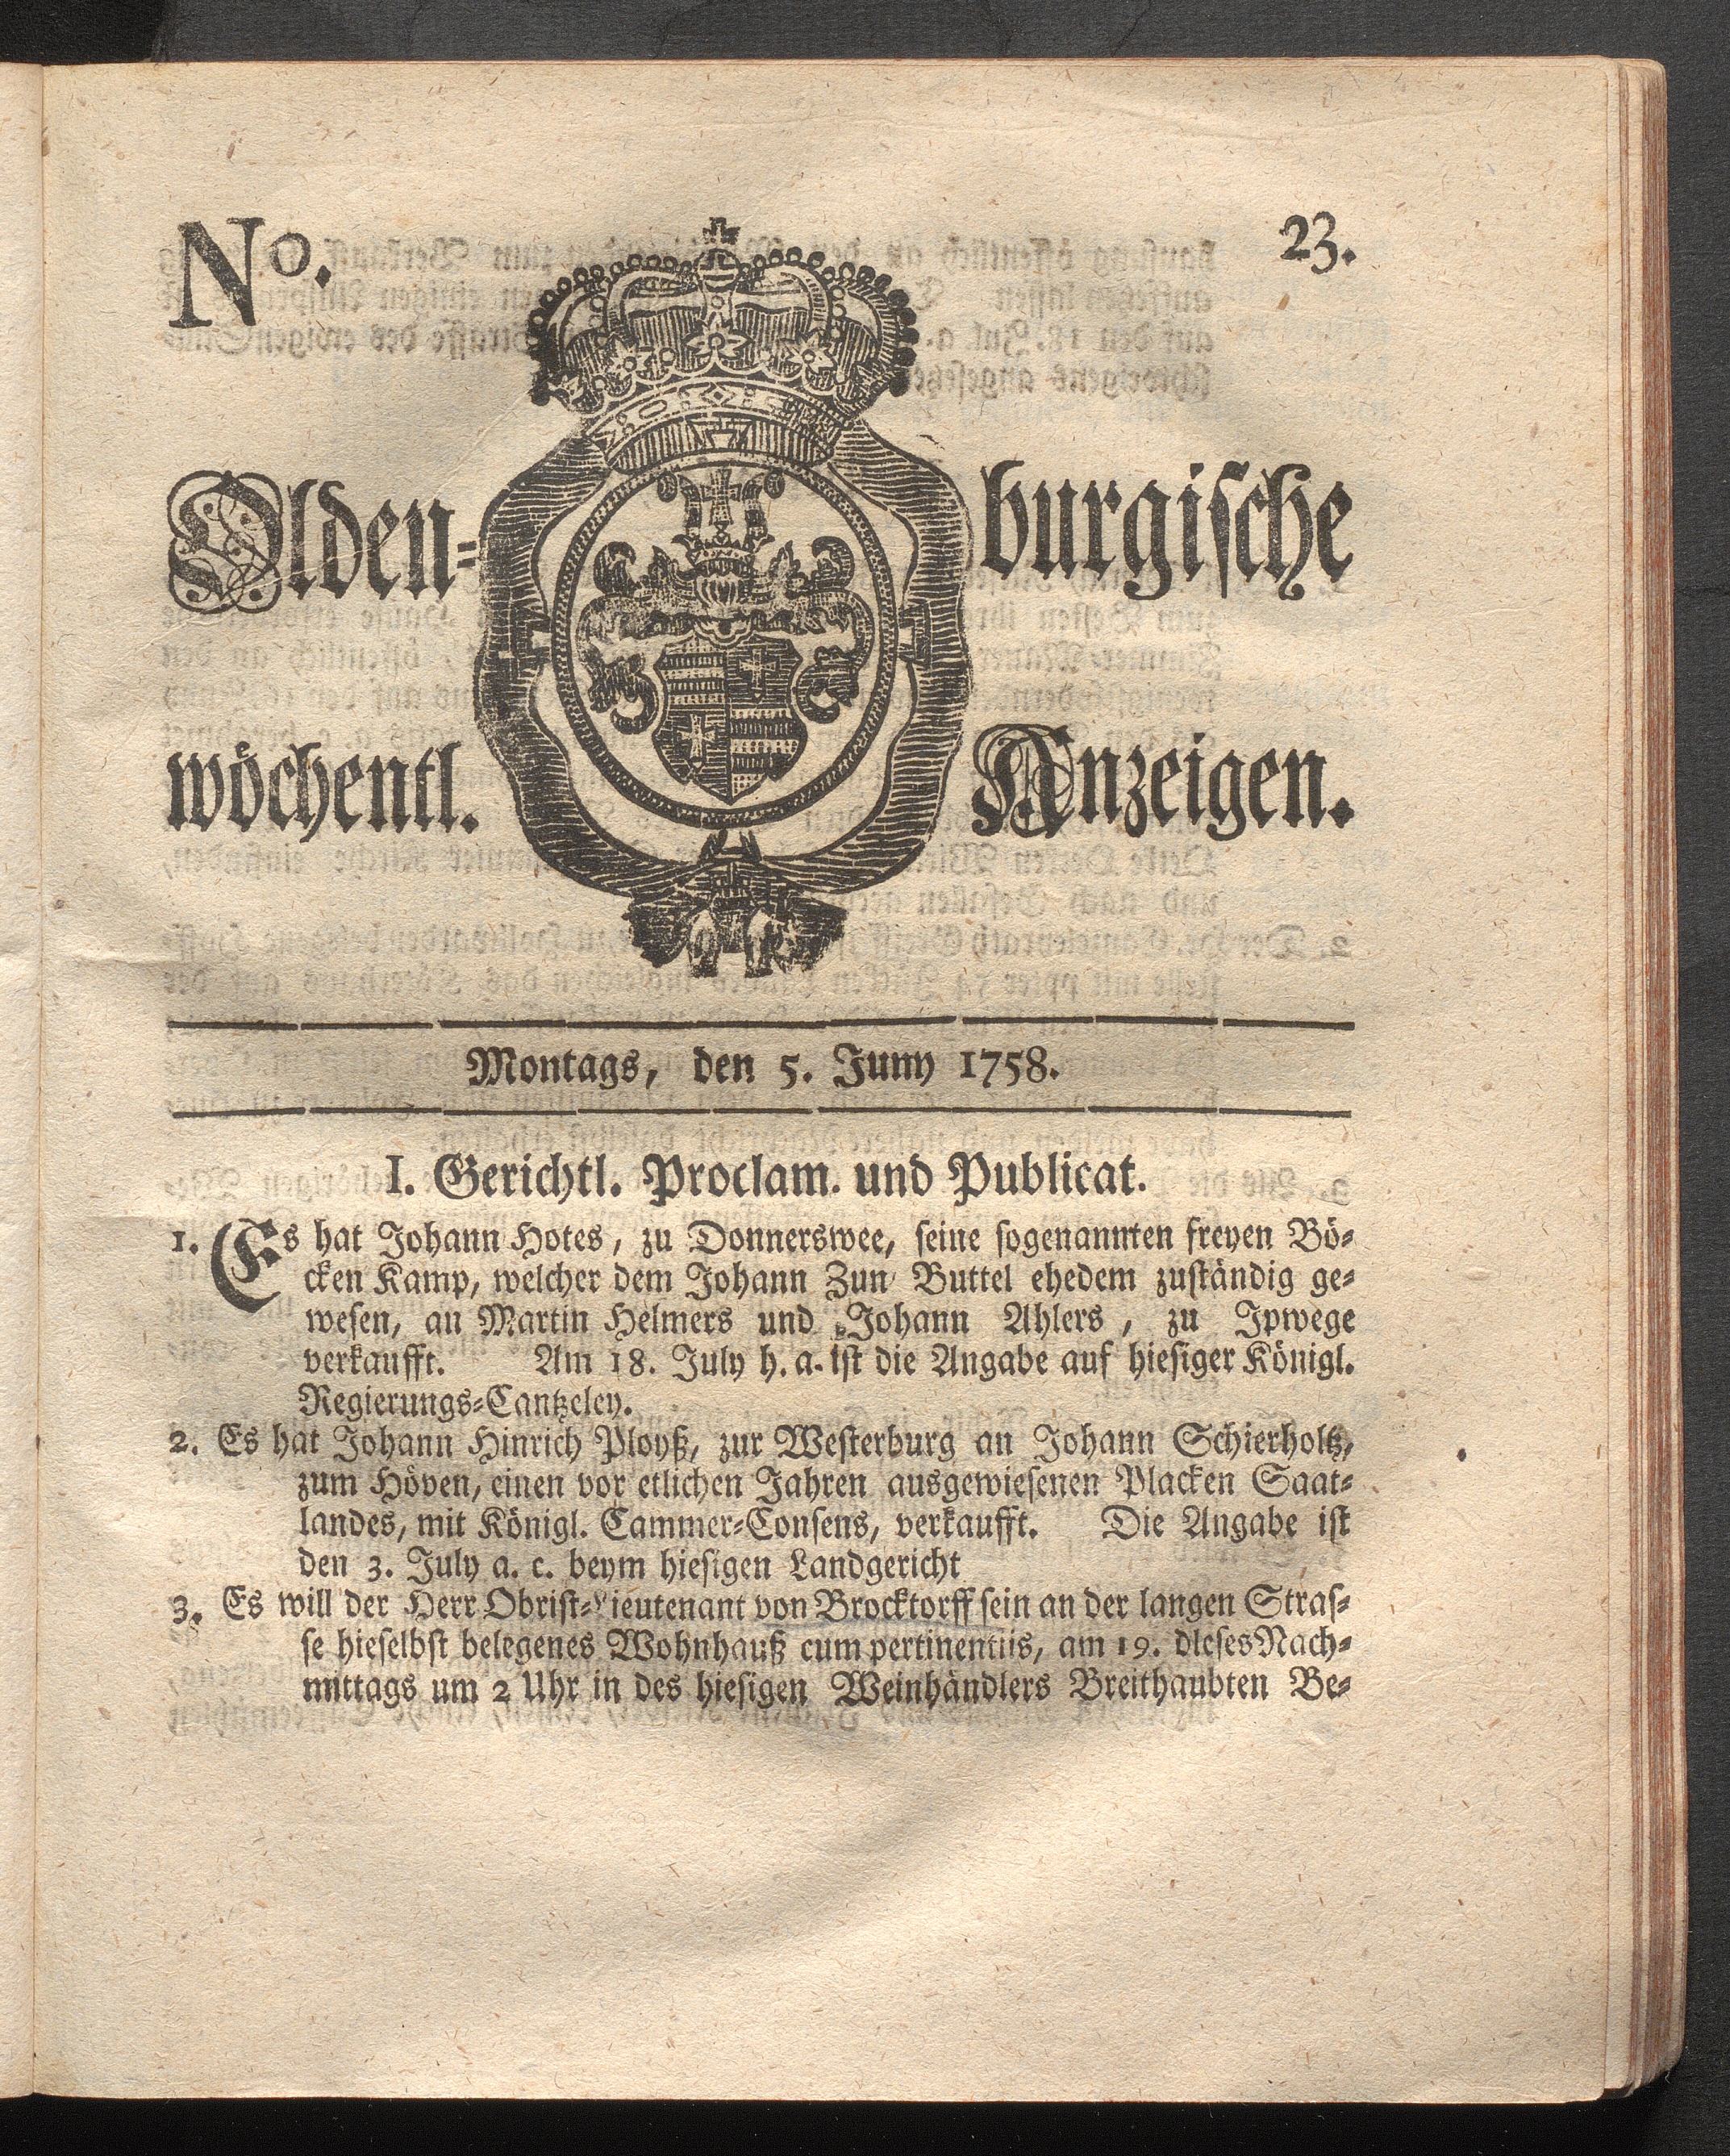 No. 23.
Olden= burgische
wöchentl. Anzeigen.
Montags, den 5. Juny 1758.
I. Gerichtl. Proclam. und Publicat.
1. Es hat Johann Hotes, zu Donnerswee, seine sogenannten freyen Bö=
cken Kamp, welcher dem Johann Zun Buttel ehedem zuständig ge=
wesen, an Martin Helmers und Johann Ahlers, zu Ipwege
verkaufft. Am 18. July h. a. ist die Angabe auf hiesiger Königl.
Regierungs=Cantzeley.
2. Es hat Johann Hinrich Ployß, zur Westerburg an Johann Schierholtz,
zum Höven, einen vor etlichen Jahren ausgewiesenen Placken Saat=
landes, mit Königl. Cammer=Consens, verkaufft. Die Angabe ist
den 3. July a. c. beym hiesigen Landgericht
3. Es will der Herr Obrist=Lieutenant von Brocktorff sein an der langen Stras=
se hieselbst belegenes Wohnhauß cum pertinentiis, am 19. dieses Nach=
mittags um 2 Uhr in des hiesigen Weinhändlers Breithaubten Be=